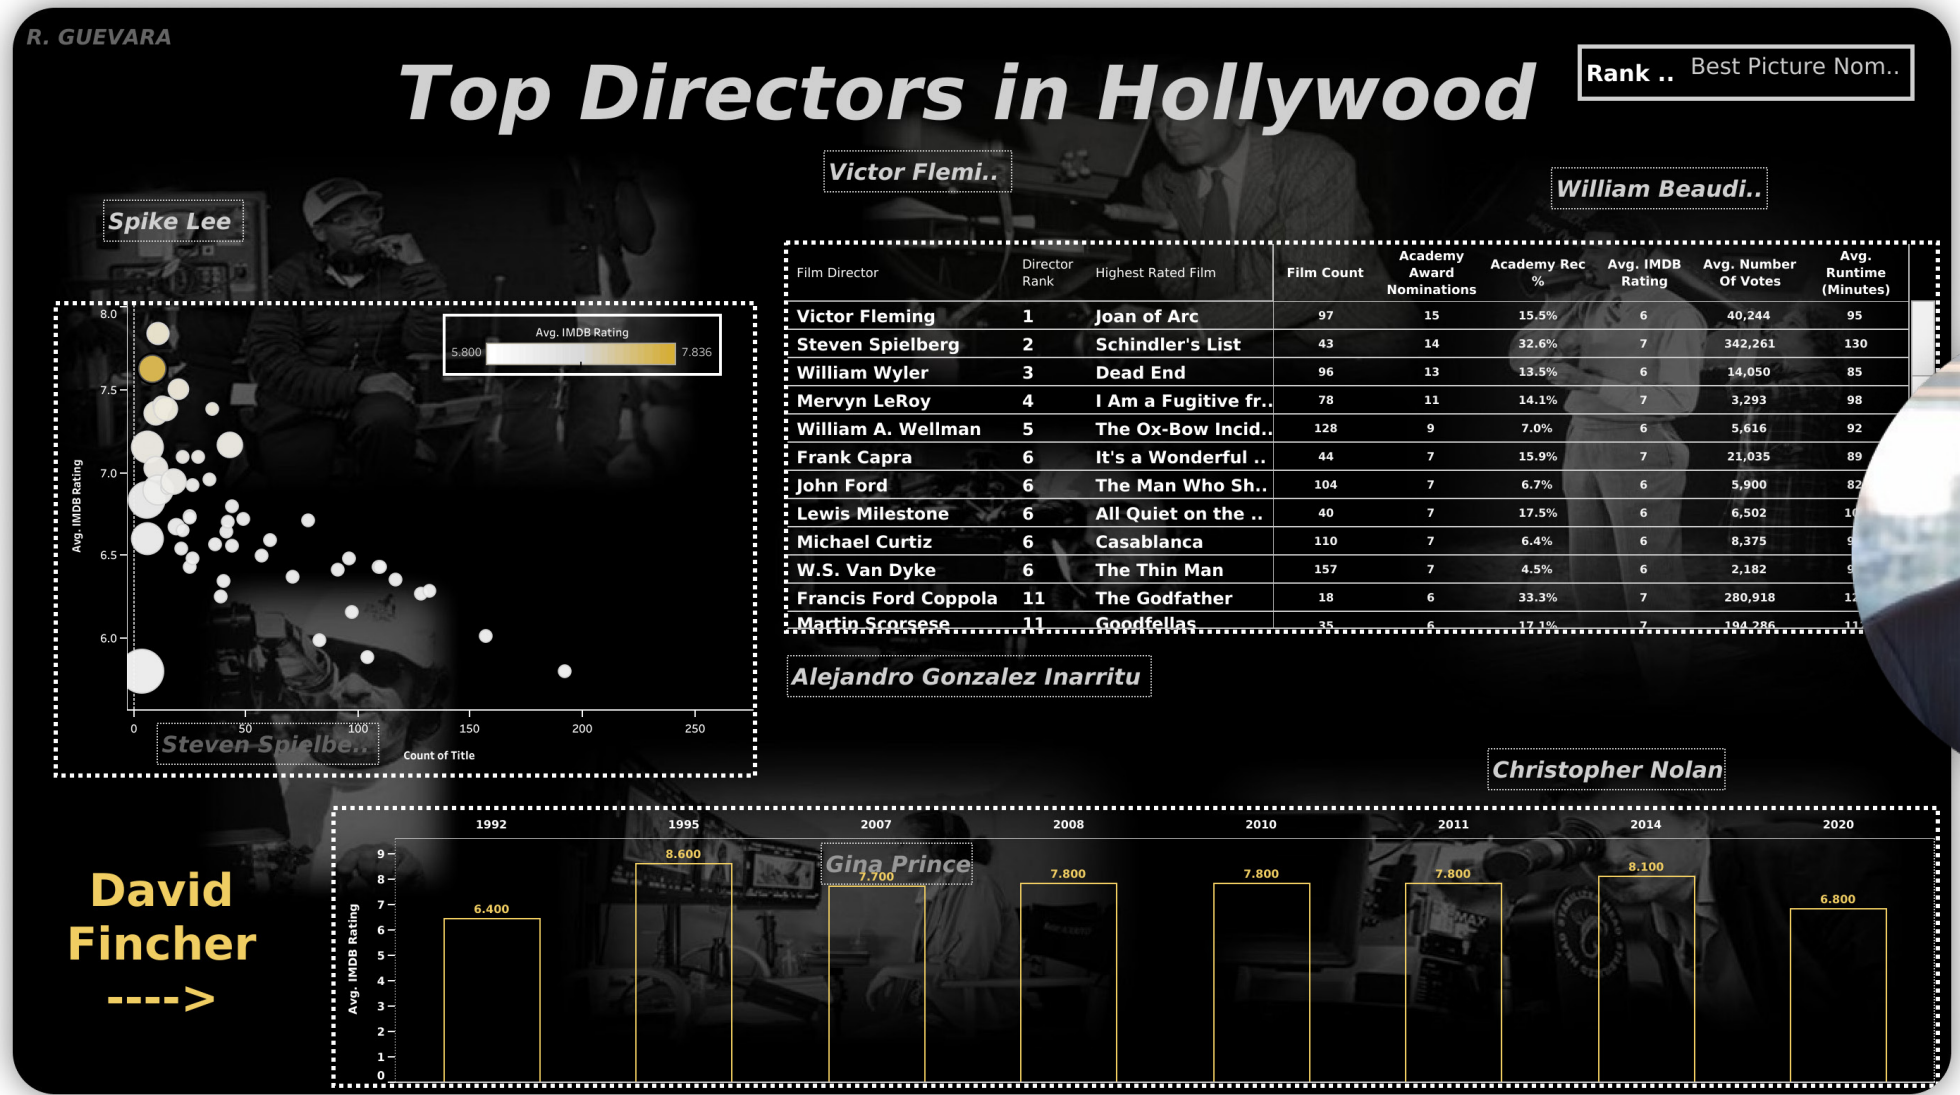 R. GUEVARA
Top Directors in Hollywood
Rank .. Best Picture Nom..
Victor Flemi..
William Beaudi..
Spike Lee
8.0
7.5
7.0
6.5
6.0
Avg. IMDB Rating
Avg. IMDB Rating
5.800 7.836
0 50 100 150 200 250
Count of Title
Steven Spielbe..
Film Director Director Rank Highest Rated Film Film Count Academy Award Nominations Academy Rec % Avg. IMDB Rating Avg. Number Of Votes Avg. Runtime (Minutes)
Victor Fleming 1 Joan of Arc 97 15 15.5% 6 40,244 95
Steven Spielberg 2 Schindler's List 43 14 32.6% 7 342,261 130
William Wyler 3 Dead End 96 13 13.5% 6 14,050 85
Mervyn LeRoy 4 I Am a Fugitive fr.. 78 11 14.1% 7 3,293 98
William A. Wellman 5 The Ox-Bow Incid.. 128 9 7.0% 6 5,616 92
Frank Capra 6 It's a Wonderful .. 44 7 15.9% 7 21,035 89
John Ford 6 The Man Who Sh.. 104 7 6.7% 6 5,900 82
Lewis Milestone 6 All Quiet on the .. 40 7 17.5% 6 6,502
Michael Curtiz 6 Casablanca 110 7 6.4% 6 8,375
W.S. Van Dyke 6 The Thin Man 157 7 4.5% 6 2,182
Francis Ford Coppola 11 The Godfather 18 6 33.3% 7 280,918
Martin Scorsese 11 Goodfellas 35 6 17.1% 7 194,286
Alejandro Gonzalez Inarritu
Christopher Nolan
David
Fincher
---->
1992 1995 2007 2008 2010 2011 2014 2020
Gina Prince
6.400 8.600 7.700 7.800 7.800 7.800 8.100 6.800
9
8
7
6
5
4
3
2
1
0
Avg. IMDB Rating
IMAX